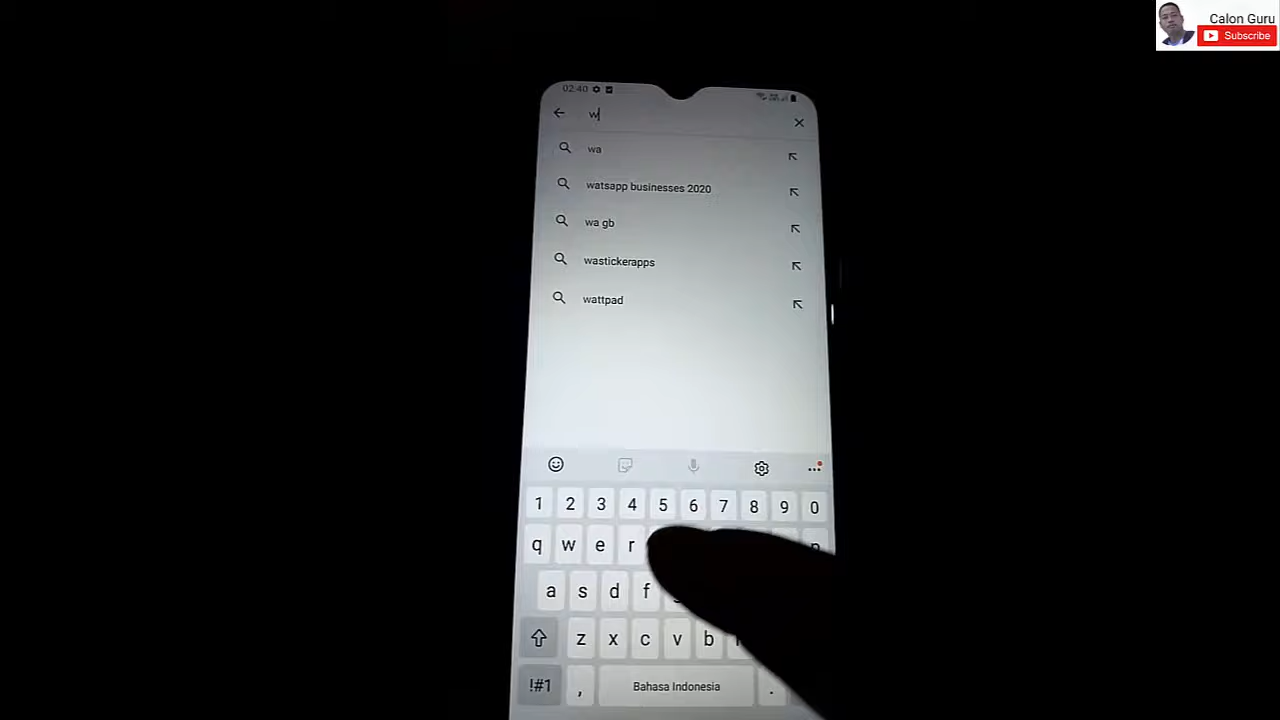 Calon Guru
Subscribe
02:40
w
wa
watsapp businesses 2020
wa gb
wastickerapps
wattpad
1 2 3 4 5 6 7 8 9 0
q w e r
a s d f
z x c v b
!#1 , Bahasa Indonesia .